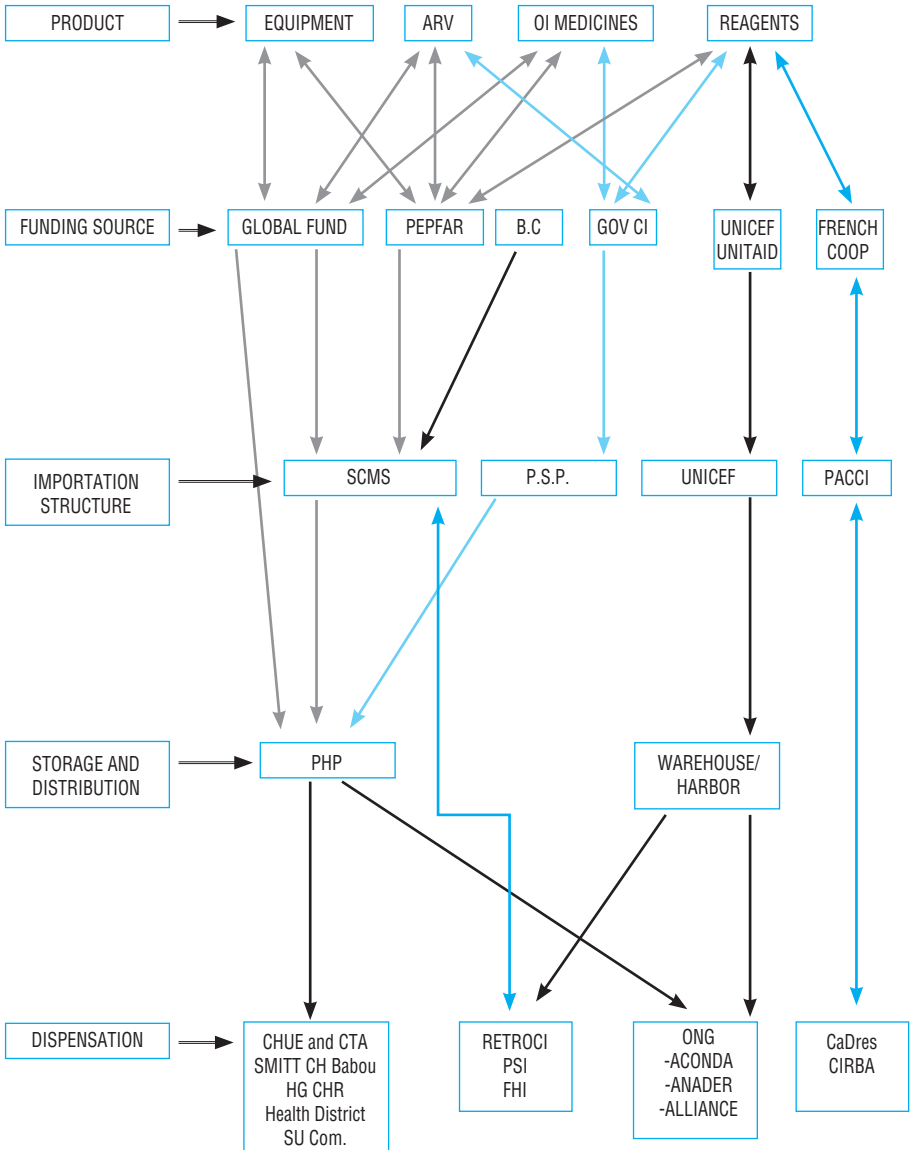 PRODUCT
EQUIPMENT
ARV
OI MEDICINES
REAGENTS
FUNDING SOURCE
GLOBAL FUND
PEPFAR
B.C
GOV CI
UNICEF
UNITAID
FRENCH
COOP
IMPORTATION
STRUCTURE
SCMS
P.S.P.
UNICEF
PACCI
STORAGE AND
DISTRIBUTION
PHP
WAREHOUSE/
HARBOR
DISPENSATION
CHUE and CTA
SMITT CH Babou
HG CHR
Health District
SU Com.
RETROCI
PSI
FHI
ONG
-ACONDA
-ANADER
-ALLIANCE
CaDres
CIRBA